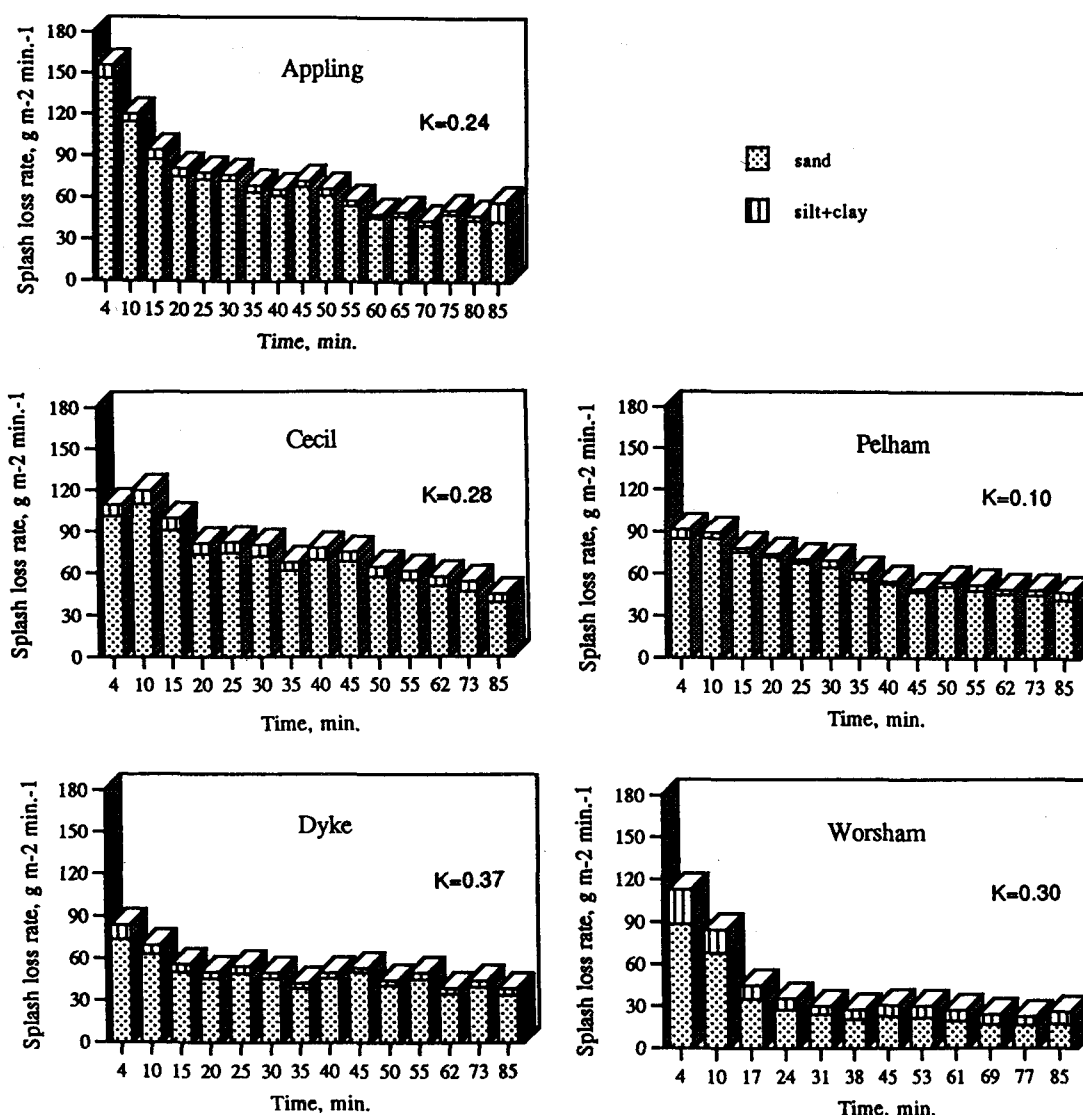 Splash loss rate, g m-2 min.-1
180
150
120
90
60
30
0
Appling
K=0.24
4 10 15 20 25 30 35 40 45 50 55 60 65 70 75 80 85
Time, min.
sand
silt+clay
Splash loss rate, g m-2 min.-1
180
150
120
90
60
30
0
Cecil
K=0.28
4 10 15 20 25 30 35 40 45 50 55 62 73 85
Time, min.
Splash loss rate, g m-2 min.-1
180
150
120
90
60
30
0
Pelham
K=0.10
4 10 15 20 25 30 35 40 45 50 55 62 73 85
Time, min.
Splash loss rate, g m-2 min.-1
180
150
120
90
60
30
0
Dyke
K=0.37
4 10 15 20 25 30 35 40 45 50 55 62 73 85
Time, min.
Splash loss rate, g m-2 min.-1
180
150
120
90
60
30
0
Worsham
K=0.30
4 10 17 24 31 38 45 53 61 69 77 85
Time, min.